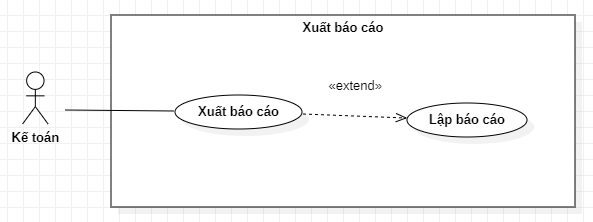 Xuất báo cáo
«extend»
Xuất báo cáo
Lập báo cáo
Kế toán